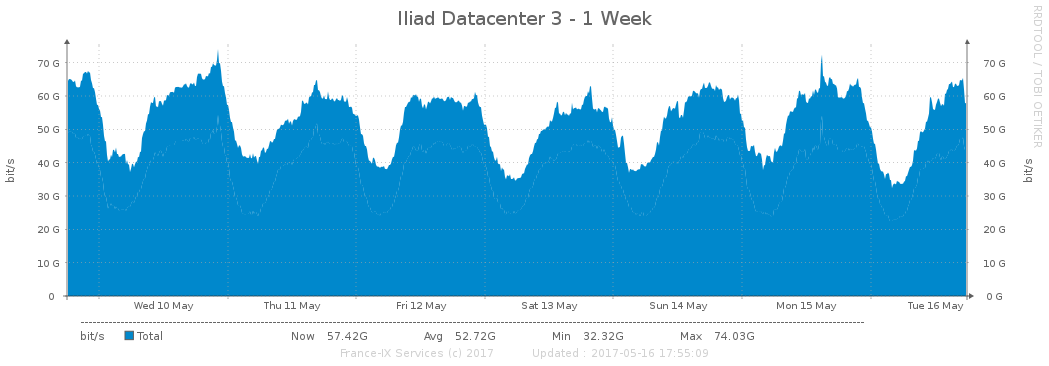 Iliad Datacenter 3 - 1 Week
RRDTOOL / TOBI OETIKER
70 G 70 G
60 G 60 G
50 G 50 G
40 G 40 G
30 G 30 G
20 G 20 G
10 G 10 G
0 0 G
bit/s bit/s
Wed 10 May Thu 11 May Fri 12 May Sat 13 May Sun 14 May Mon 15 May Tue 16 May
bit/s Total Now 57.42G Avg 52.72G Min 32.32G Max 74.03G
France-IX Services (c) 2017 Updated : 2017-05-16 17:55:09